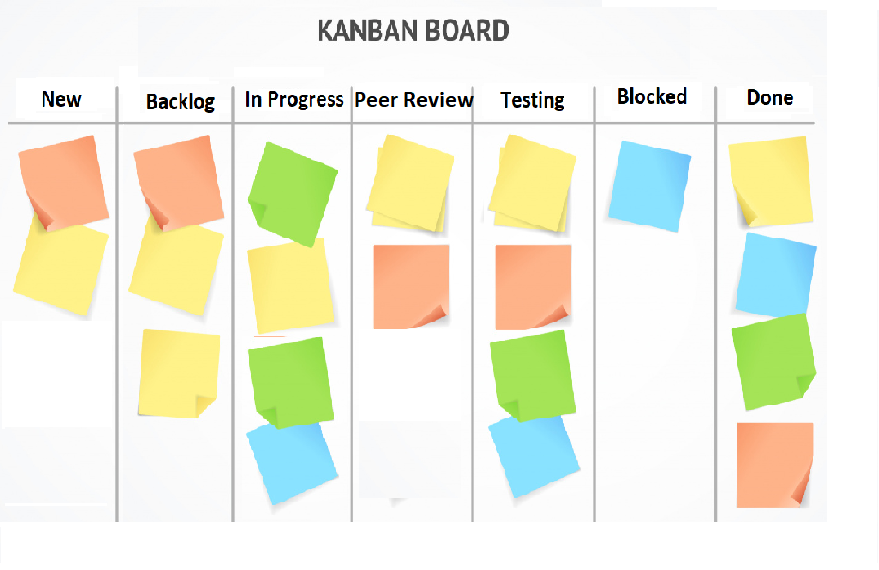 KANBAN BOARD
New
Backlog
In Progress
Peer Review
Testing
Blocked
Done